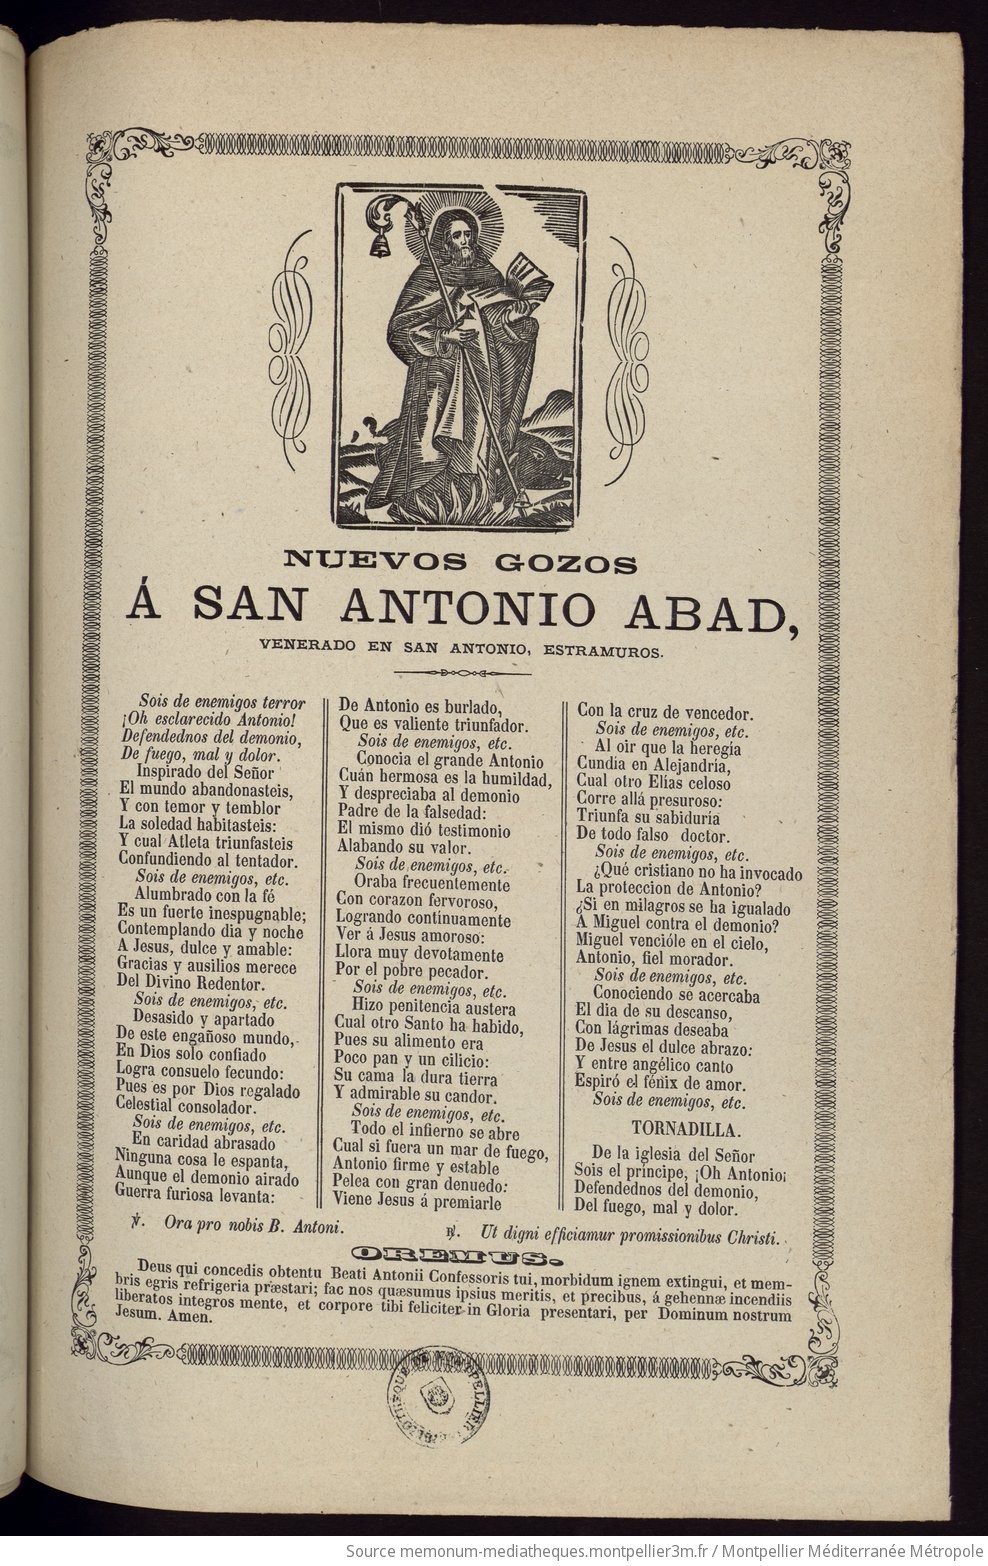 NUEVOS GOZOS
Á SAN ANTONIO ABAD,
VENERADO EN SAN ANTONIO, ESTRAMUROS.
Sois de enemigos terror
¡Oh esclarecido Antonio!
Defendednos del demonio,
De fuego, mal y dolor.
Inspirado del Señor
El mundo abandonasteis,
Y con temor y temblor
La soledad habitasteis:
Y cual Atleta triunfasteis
Confundiendo al tentador.
Sois de enemigos, etc.
Alumbrado con la fé
Es un fuerte inespugnable;
Contemplando dia y noche
A Jesus, dulce y amable:
Gracias y ausilios merece
Del Divino Redentor.
Sois de enemigos, etc.
Desasido y apartado
De este engañoso mundo,
En Dios solo confiado
Logra consuelo fecundo:
Pues es por Dios regalado
Celestial consolador.
Sois de enemigos, etc.
En caridad abrasado
Ninguna cosa le espanta,
Aunque el demonio airado
Guerra furiosa levanta:
De Antonio es burlado,
Que es valiente triunfador.
Sois de enemigos, etc.
Conocia el grande Antonio
Cuán hermosa es la humildad,
Y despreciaba al demonio
Padre de la falsedad:
El mismo dió testimonio
Alabando su valor.
Sois de enemigos, etc.
Oraba frecuentemente
Con corazon fervoroso,
Logrando contínuamente
Ver á Jesus amoroso:
Llora muy devotamente
Por el pobre pecador.
Sois de enemigos, etc.
Hizo penitencia austera
Cual otro Santo ha habido,
Pues su alimento era
Poco pan y un cilicio:
Su cama la dura tierra
Y admirable su candor.
Sois de enemigos, etc.
Todo el infierno se abre
Cual si fuera un mar de fuego,
Antonio firme y estable
Pelea con gran denuedo:
Viene Jesus á premiarle
Con la cruz de vencedor.
Sois de enemigos, etc.
Al oir que la heregía
Cundia en Alejandría,
Cual otro Elías celoso
Corre allá presuroso:
Triunfa su sabiduría
De todo falso doctor.
Sois de enemigos, etc.
¿Qué cristiano no ha invocado
La proteccion de Antonio?
¿Si en milagros se ha igualado
A Miguel contra el demonio?
Miguel vencióle en el cielo,
Antonio, fiel morador.
Sois de enemigos, etc.
Conociendo se acercaba
El dia de su descanso,
Con lágrimas deseaba
De Jesus el dulce abrazo:
Y entre angélico canto
Espiró el fénix de amor.
Sois de enemigos, etc.
TORNADILLA.
De la iglesia del Señor
Sois el príncipe, ¡Oh Antonio¡
Defendednos del demonio,
Del fuego, mal y dolor.
℣. Ora pro nobis B. Antoni.
℟. Ut digni efficiamur promissionibus Christi.
OREMUS.
Deus qui concedis obtentu Beati Antonii Confessoris tui, morbidum ignem extingui, et mem-
bris egris refrigeria præstari; fac nos quæsumus ipsius meritis, et precibus, á gehennæ incendiis
liberatos integros mente, et corpore tibi feliciter in Gloria presentari, per Dominum nostrum
Jesum. Amen.
Source memonum-mediatheques.montpellier3m.fr / Montpellier Méditerranée Métropole